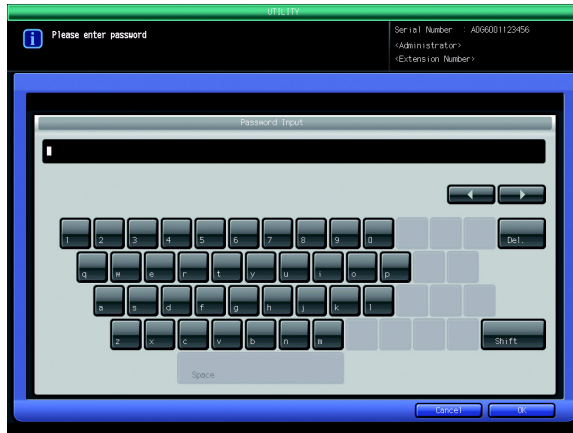 UTILITY
Please enter password
Serial Number : A0G6001123456
<Administrator>
<Extension Number>
Password Input
1 2 3 4 5 6 7 8 9 0 Del.
q w e r t y u i o p
a s d f g h j k l
z x c v b n m Shift
Space
Cancel OK